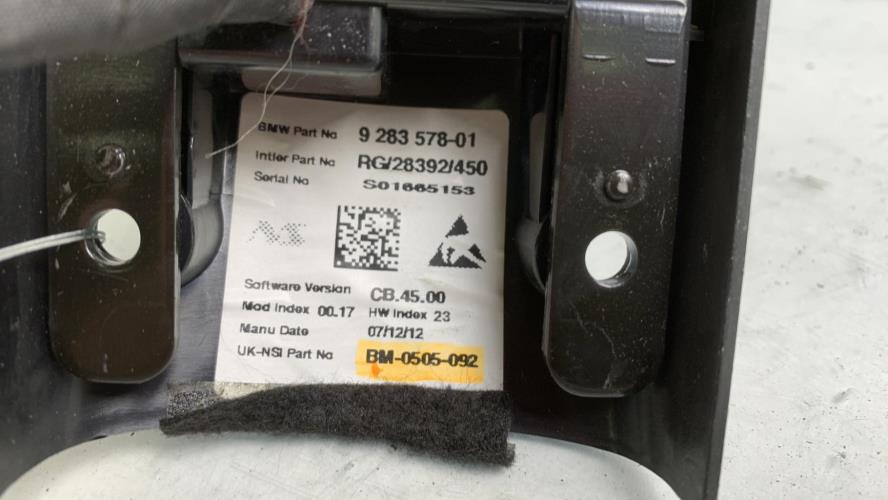 BMW Part No 9 283 578-01
Intier Part No RG/28392/450
Serial No S01665153
NS
Software Version CB.45.00
Mod Index 00.17 HW Index 23
Manu Date 07/12/12
UK-NSI Part No BM-0505-092